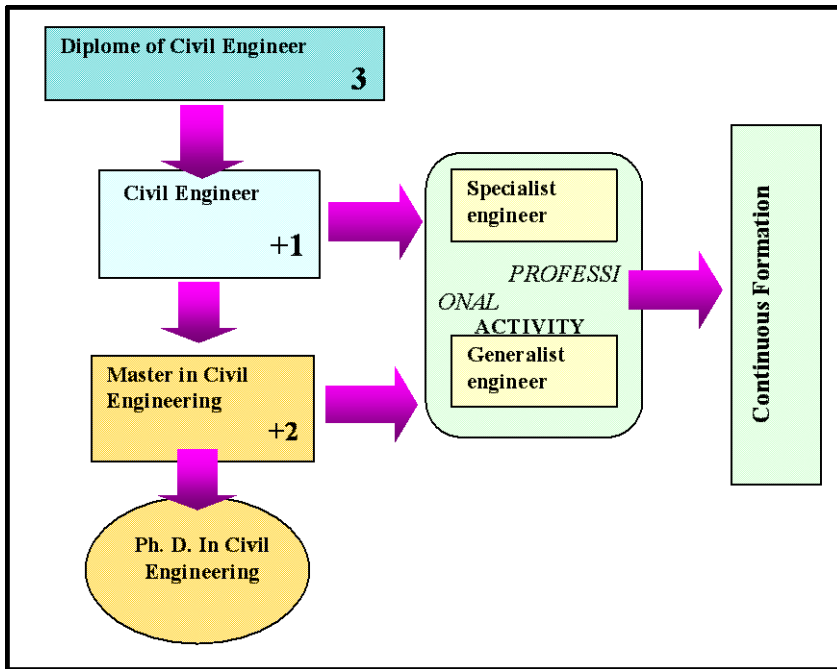 Diplome of Civil Engineer
3
Civil Engineer
+1
Master in Civil
Engineering
+2
Ph. D. In Civil
Engineering
Specialist
engineer
PROFESSI
ONAL
ACTIVITY
Generalist
engineer
Continuous Formation